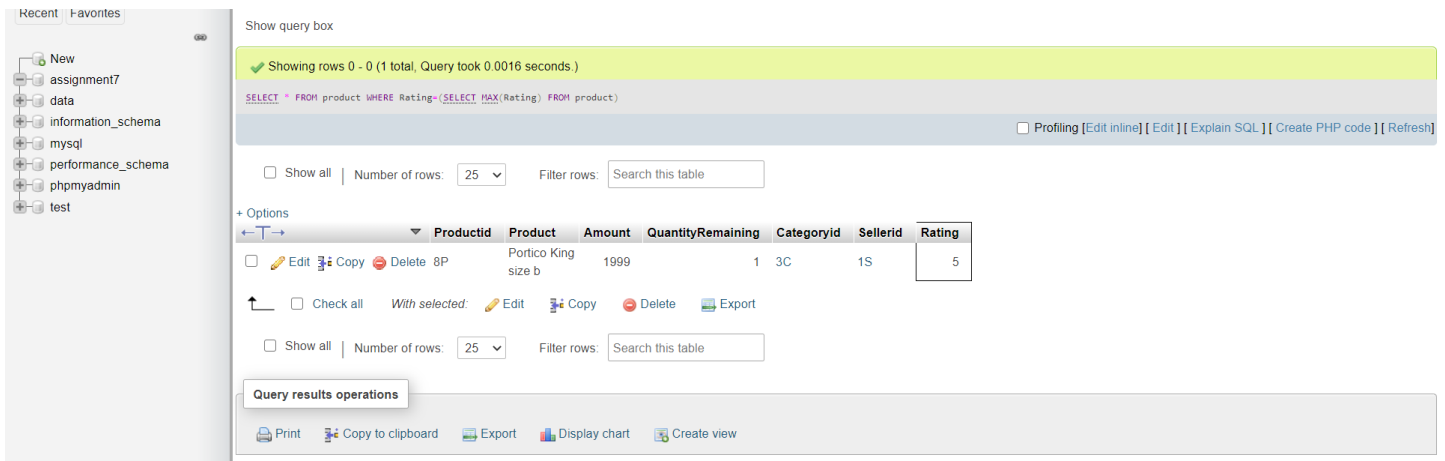 Recent Favorites
New
assignment7
data
information_schema
mysql
performance_schema
phpmyadmin
test
Show query box
Showing rows 0 - 0 (1 total, Query took 0.0016 seconds.)
SELECT * FROM product WHERE Rating=(SELECT MAX(Rating) FROM product)
Profiling [Edit inline] [ Edit ] [ Explain SQL ] [ Create PHP code ] [ Refresh]
Show all | Number of rows: 25 Filter rows: Search this table
+ Options
←T→ Productid Product Amount QuantityRemaining Categoryid Sellerid Rating
Edit Copy Delete 8P Portico King size b 1999 1 3C 1S 5
Check all With selected: Edit Copy Delete Export
Show all | Number of rows: 25 Filter rows: Search this table
Query results operations
Print Copy to clipboard Export Display chart Create view